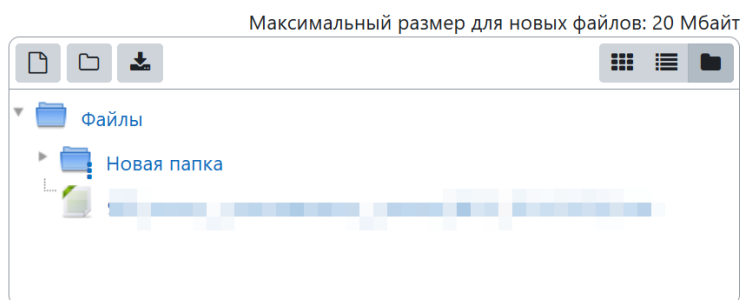 Максимальный размер для новых файлов: 20 Мбайт
Файлы
Новая папка